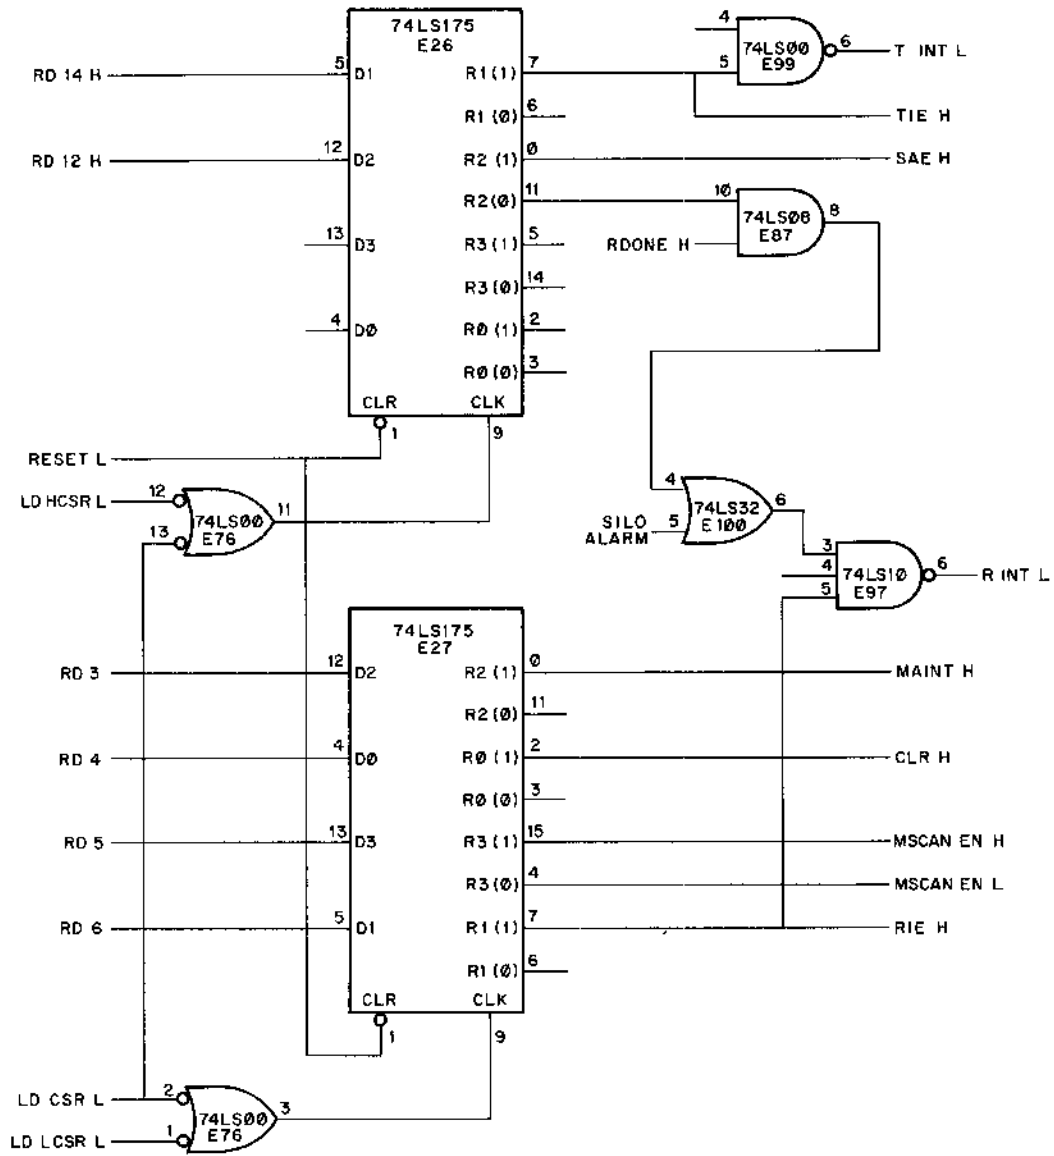 74LS175
E26
RD 14 H
5
D1
R1(1)
7
4
5
74LS00
E99
6
T INT L
R1(0)
6
TIE H
RD 12 H
12
D2
R2(1)
0
SAE H
R2(0)
11
10
74LS08
E87
8
RDONE H
13
D3
R3(1)
5
R3(0)
14
4
D0
R0(1)
2
R0(0)
3
CLR
CLK
1
9
RESET L
LD HCSR L
12
13
74LS00
E76
11
4
5
SILO
ALARM
74LS32
E100
6
3
4
5
74LS10
E97
6
R INT L
74LS175
E27
RD 3
12
D2
R2(1)
0
MAINT H
R2(0)
11
RD 4
4
D0
R0(1)
2
CLR H
R0(0)
3
RD 5
13
D3
R3(1)
15
MSCAN EN H
R3(0)
4
MSCAN EN L
RD 6
5
D1
R1(1)
7
RIE H
R1(0)
6
CLR
CLK
1
9
LD CSR L
2
LD LCSR L
1
74LS00
E76
3